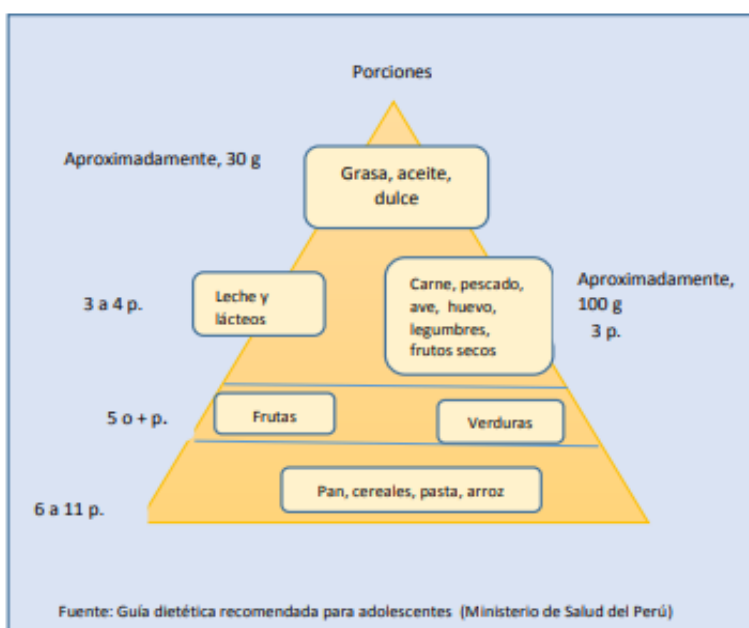 Porciones
Aproximadamente, 30 g
Grasa, aceite,
dulce
3 a 4 p.
Leche y
lácteos
Carne, pescado,
ave, huevo,
legumbres,
frutos secos
Aproximadamente,
100 g
3 p.
5 o + p.
Frutas
Verduras
Pan, cereales, pasta, arroz
6 a 11 p.
Fuente: Guía dietética recomendada para adolescentes (Ministerio de Salud del Perú)